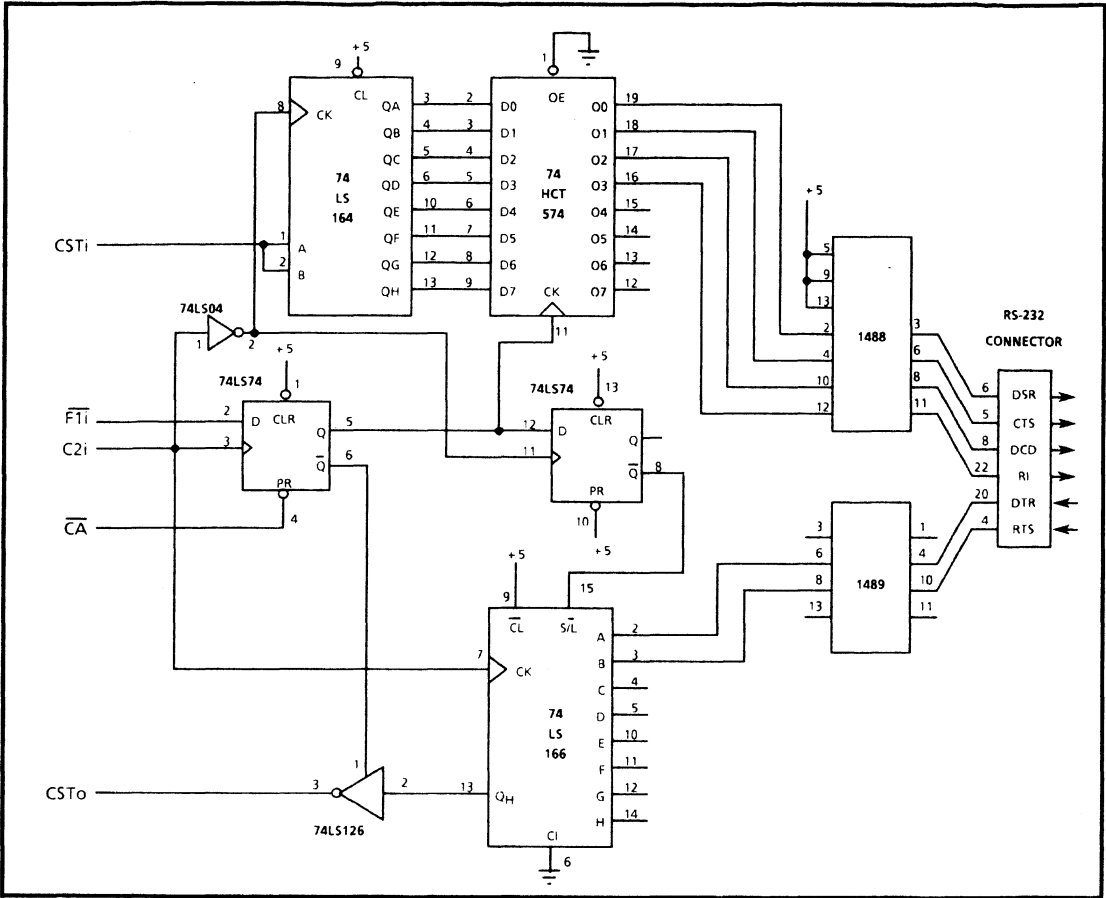 +5
9
1
CL
OE
8
CK
QA 3 2 D0 O0 19
QB 4 3 D1 O1 18
QC 5 4 D2 O2 17
QD 6 5 D3 O3 16
QE 10 6 D4 O4 15
QF 11 7 D5 O5 14
QG 12 8 D6 O6 13
QH 13 9 D7 O7 12
74
LS
164
74
HCT
574
CK
11
CSTi
1 A
2 B
+5
5
9
13
2
4
10
12
1488
3
6
8
11
RS-232
CONNECTOR
6 DSR
5 CTS
8 DCD
22 RI
20 DTR
4 RTS
74LS04
1 2
+5
74LS74
1
CLR
F1i
2 D
C2i
3
Q 5
Q 6
PR
4
CA
+5
74LS74
13
CLR
12 D
11
Q
Q 8
PR
10
+5
3 1
6 4
8 10
13 11
1489
+5
9
15
CL
S/L
7
CK
A 2
B 3
C 4
D 5
E 10
F 11
G 12
H 14
74
LS
166
CSTo
3
1
2
13
QH
74LS126
CI
6